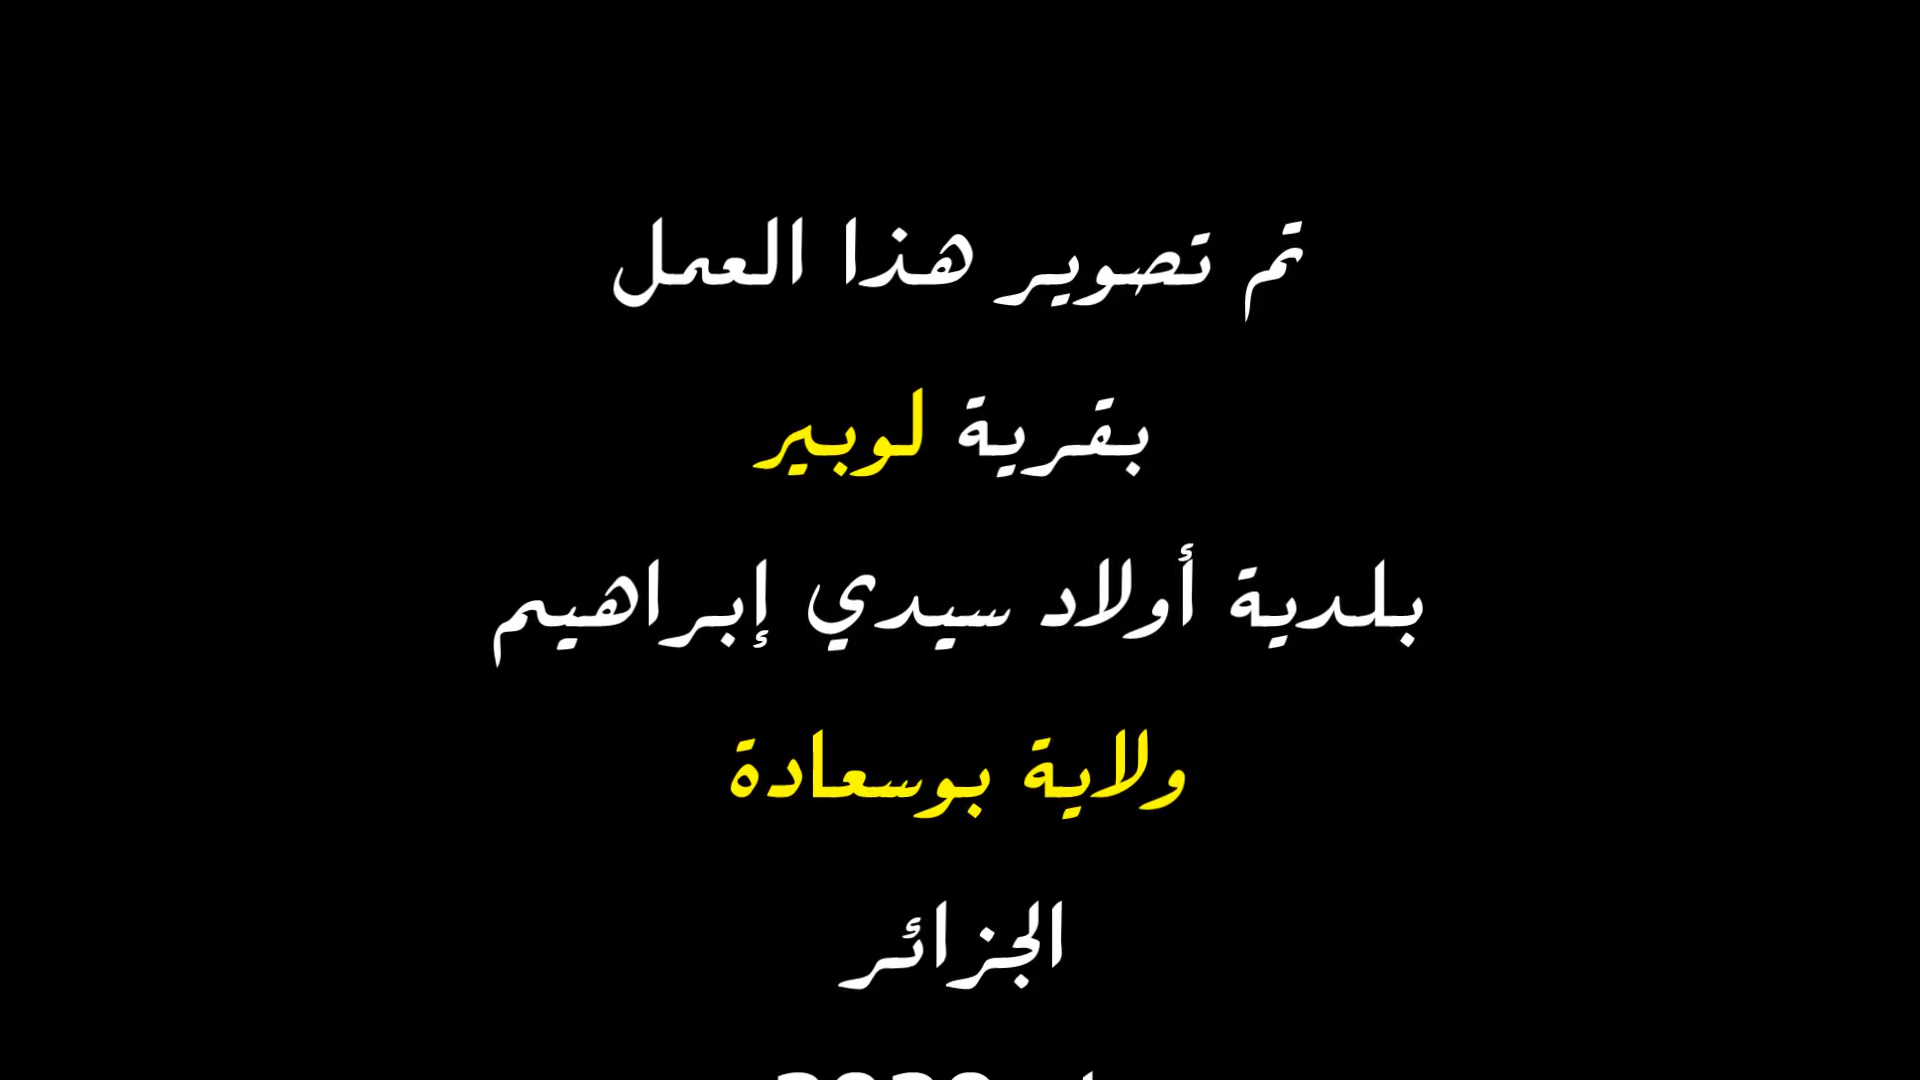 تم تصوير هذا العمل
بقرية لوبير
بلدية أولاد سيدي إبراهيم
ولاية بوسعادة
الجزائر